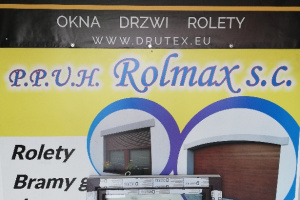 OKNA DRZWI ROLETY
WWW.DRUTEX.EU
P.P.U.H. Rolmax s.c.
Rolety
Bramy g